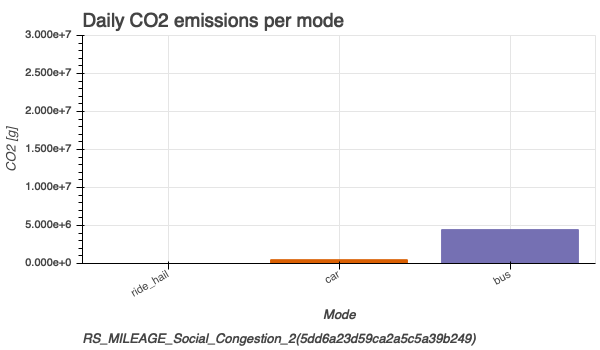 Daily CO2 emissions per mode
3.000e+7
2.500e+7
2.000e+7
1.500e+7
1.000e+7
5.000e+6
0.000e+0
CO2 [g]
ride_hail
car
bus
Mode
RS_MILEAGE_Social_Congestion_2(5dd6a23d59ca2a5c5a39b249)